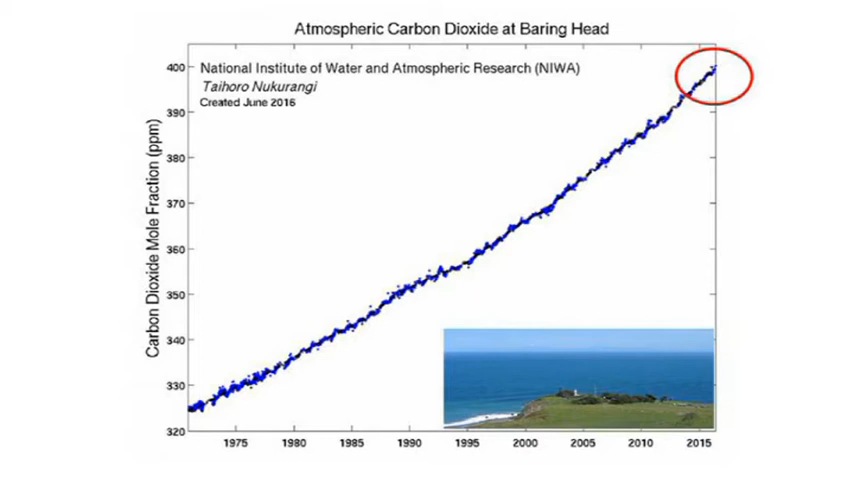 Atmospheric Carbon Dioxide at Baring Head
National Institute of Water and Atmospheric Research (NIWA)
Taihoro Nukurangi
Created June 2016
Carbon Dioxide Mole Fraction (ppm)
400
390
380
370
360
350
340
330
320
1975 1980 1985 1990 1995 2000 2005 2010 2015